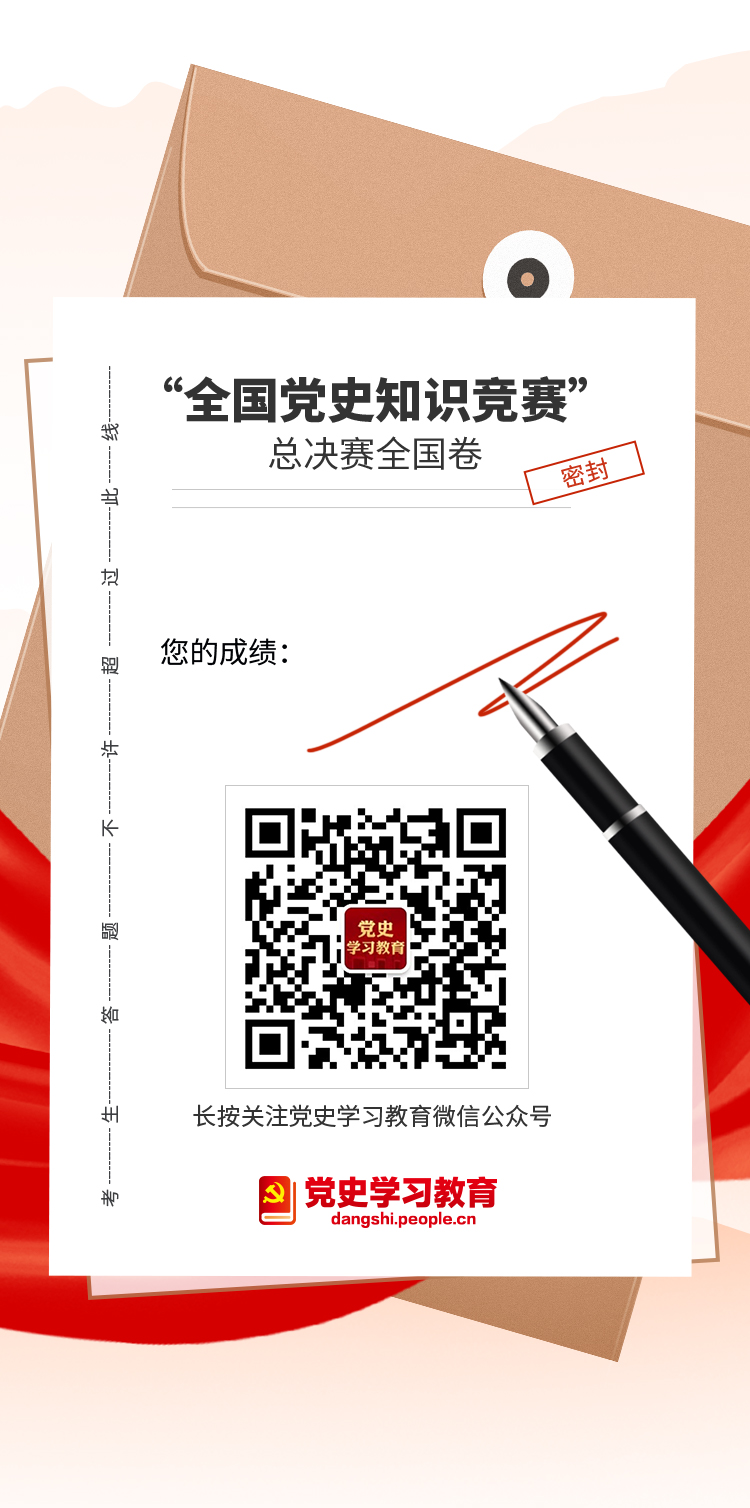 “全国党史知识竞赛”
总决赛全国卷
密封
您的成绩：
党史
学习教育
长按关注党史学习教育微信公众号
党史学习教育
dangshi.people.cn
考生答题不许超过此线